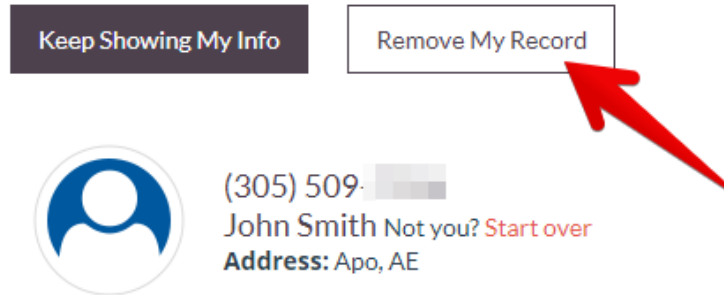 Keep Showing My Info
Remove My Record
(305) 509-
John Smith Not you? Start over
Address: Apo, AE